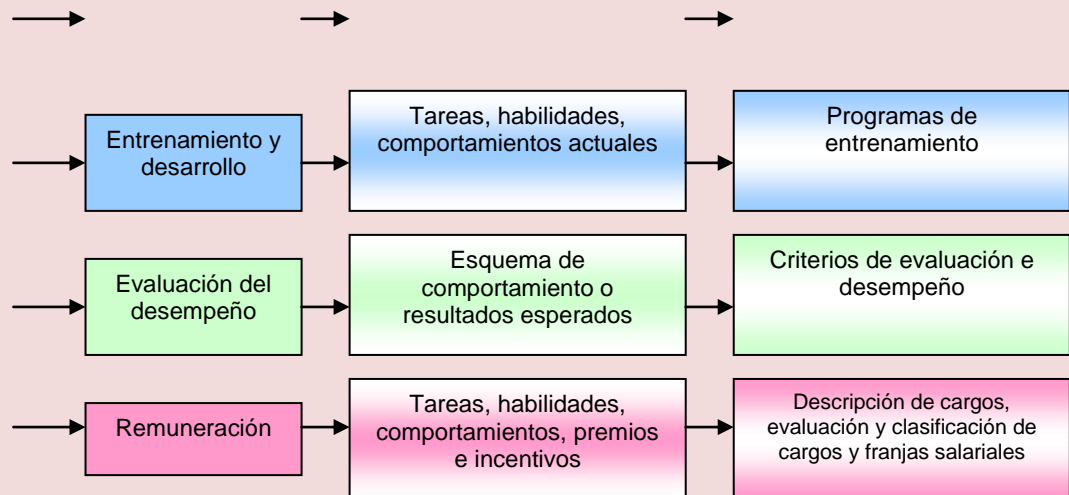 Entrenamiento y
desarrollo
Tareas, habilidades,
comportamientos actuales
Programas de
entrenamiento
Evaluación del
desempeño
Esquema de
comportamiento o
resultados esperados
Criterios de evaluación e
desempeño
Remuneración
Tareas, habilidades,
comportamientos, premios
e incentivos
Descripción de cargos,
evaluación y clasificación de
cargos y franjas salariales